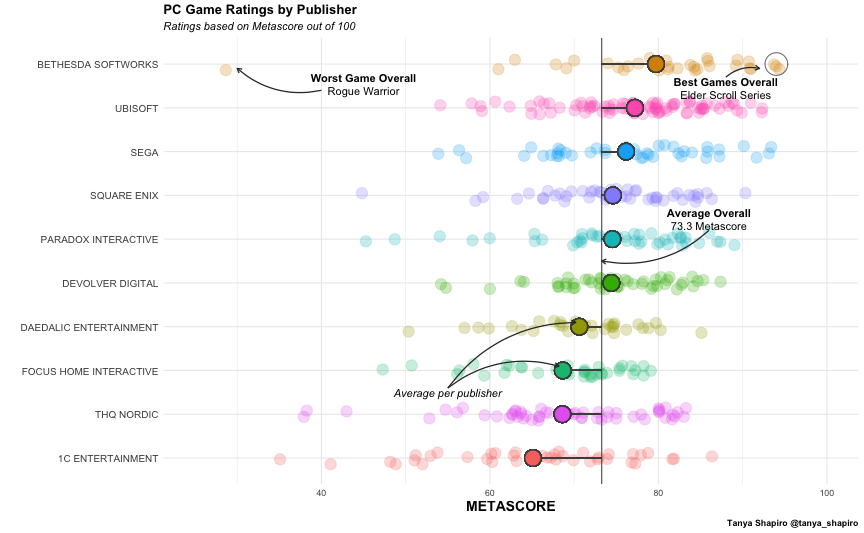 PC Game Ratings by Publisher
Ratings based on Metascore out of 100
BETHESDA SOFTWORKS
Worst Game Overall
Rogue Warrior
Best Games Overall
Elder Scroll Series
UBISOFT
SEGA
SQUARE ENIX
Average Overall
73.3 Metascore
PARADOX INTERACTIVE
DEVOLVER DIGITAL
DAEDALIC ENTERTAINMENT
FOCUS HOME INTERACTIVE
Average per publisher
THQ NORDIC
1C ENTERTAINMENT
40 60 80 100
METASCORE
Tanya Shapiro @tanya_shapiro